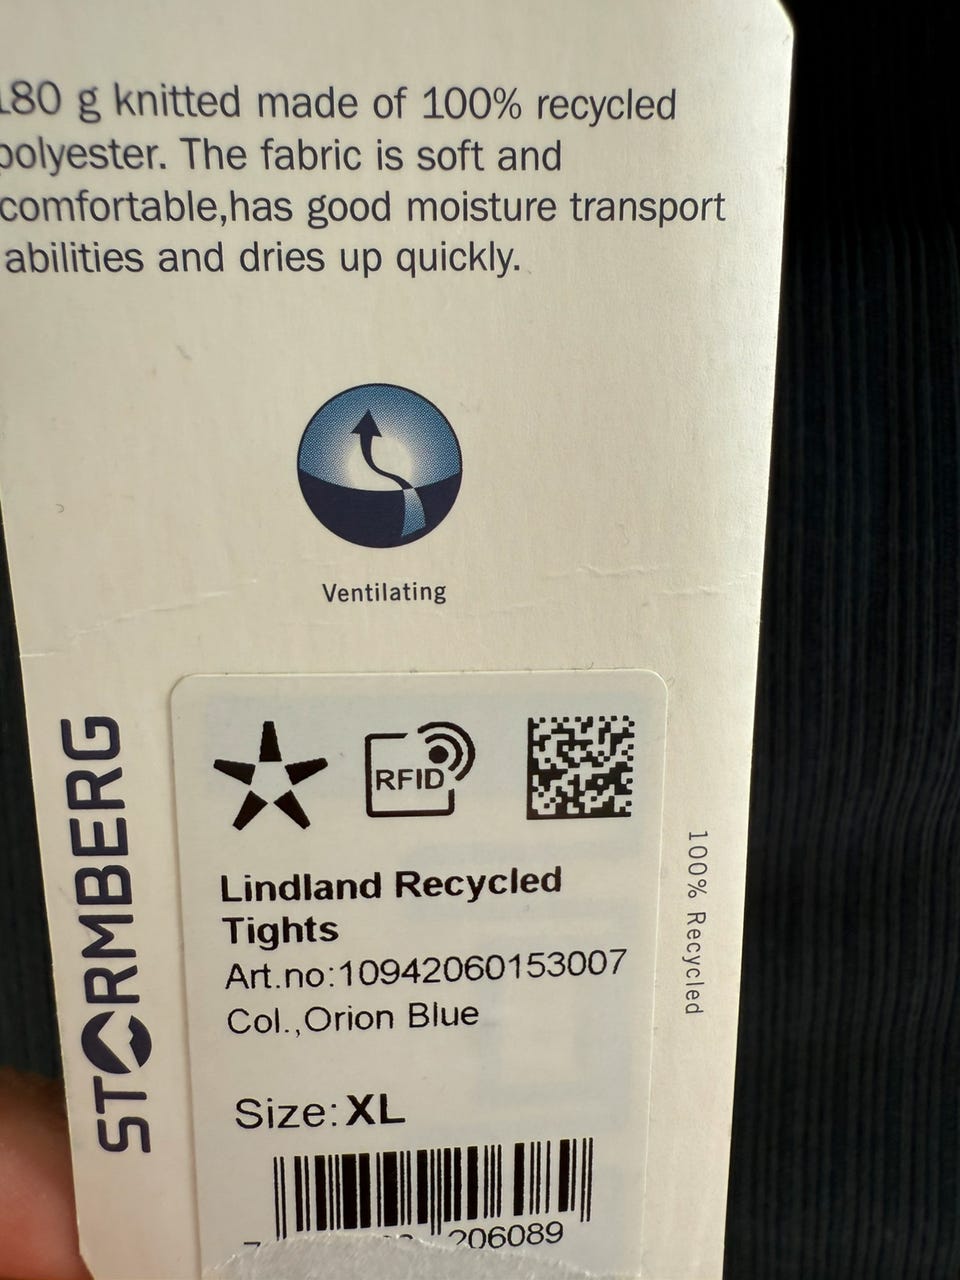 180 g knitted made of 100% recycled
polyester. The fabric is soft and
comfortable,has good moisture transport
abilities and dries up quickly.
Ventilating
STORMBERG
RFID
Lindland Recycled
Tights
Art.no:10942060153007
Col.,Orion Blue
Size:XL
206089
100% Recycled